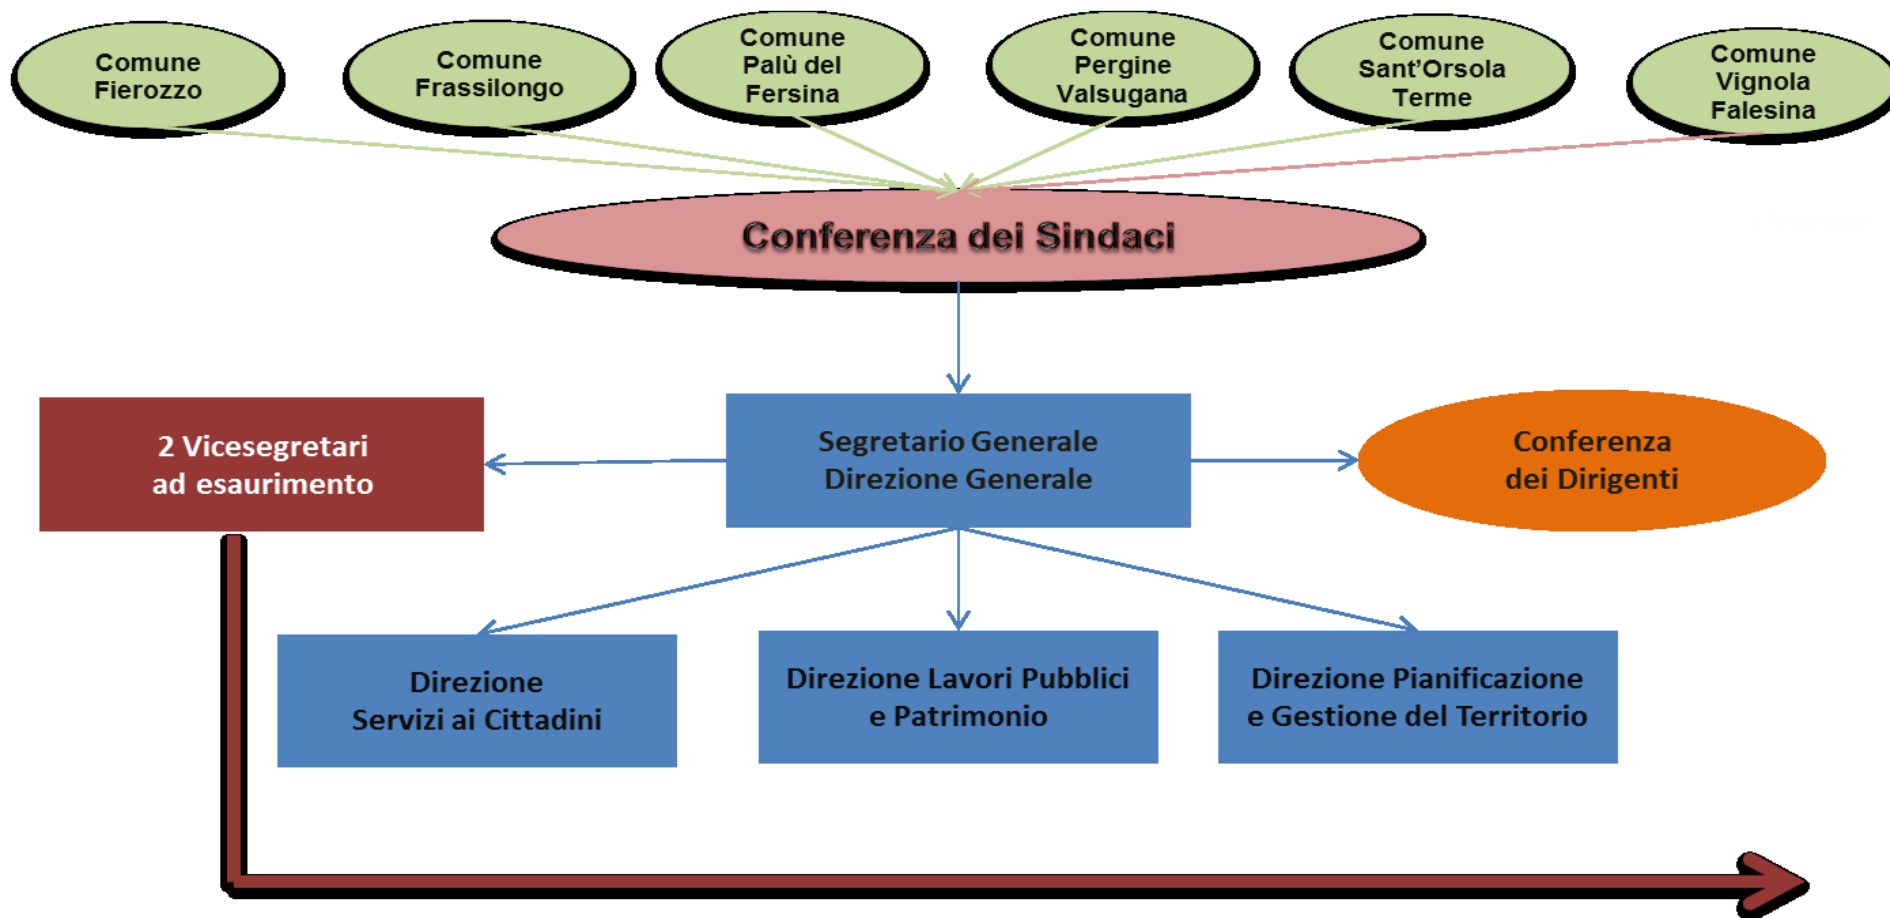 Comune
Fierozzo
Comune
Frassilongo
Comune
Palù del
Fersina
Comune
Pergine
Valsugana
Comune
Sant'Orsola
Terme
Comune
Vignola
Falesina
Conferenza dei Sindaci
2 Vicesegretari
ad esaurimento
Segretario Generale
Direzione Generale
Conferenza
dei Dirigenti
Direzione
Servizi ai Cittadini
Direzione Lavori Pubblici
e Patrimonio
Direzione Pianificazione
e Gestione del Territorio